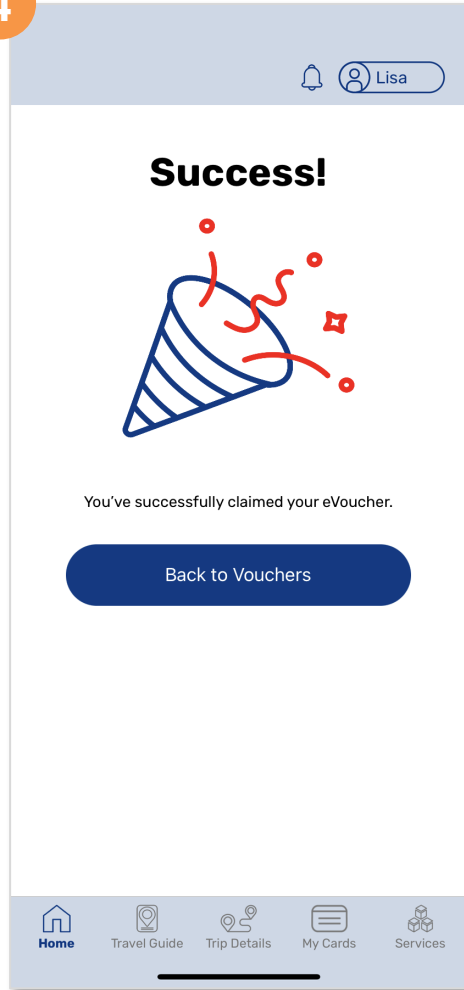 4
Lisa
Success!
You've successfully claimed your eVoucher.
Back to Vouchers
Home
Travel Guide
Trip Details
My Cards
Services